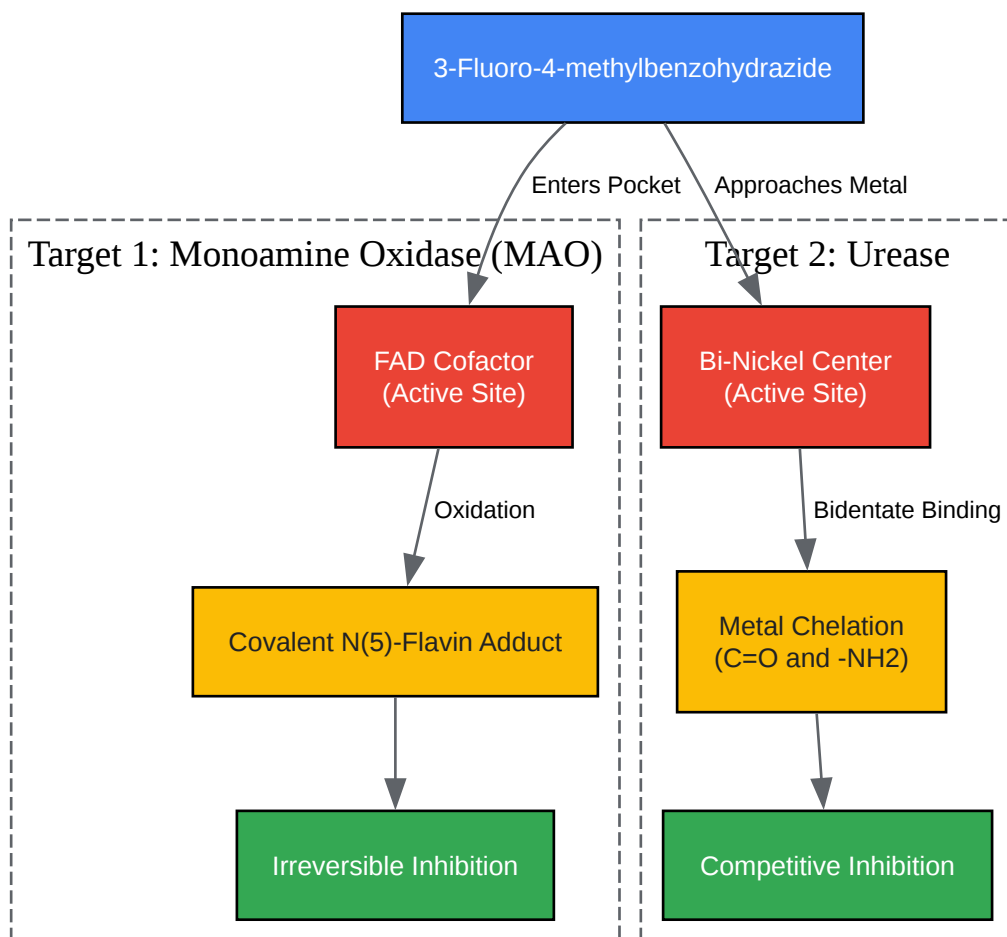 3-Fluoro-4-methylbenzohydrazide
Enters Pocket
Approaches Metal
Target 1: Monoamine Oxidase (MAO)
Target 2: Urease
FAD Cofactor
(Active Site)
Bi-Nickel Center
(Active Site)
Oxidation
Bidentate Binding
Covalent N(5)-Flavin Adduct
Metal Chelation
(C=O and -NH2)
Irreversible Inhibition
Competitive Inhibition